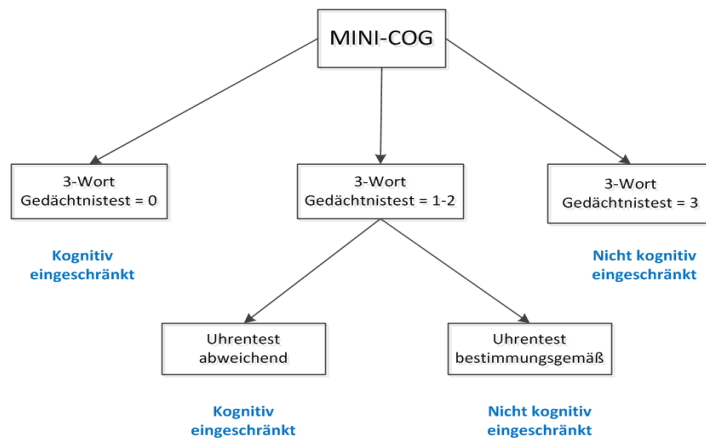 MINI-COG
3-Wort
Gedächtnistest = 0
3-Wort
Gedächtnistest = 1-2
3-Wort
Gedächtnistest = 3
Kognitiv
eingeschränkt
Nicht kognitiv
eingeschränkt
Uhrentest
abweichend
Uhrentest
bestimmungsgemäß
Kognitiv
eingeschränkt
Nicht kognitiv
eingeschränkt